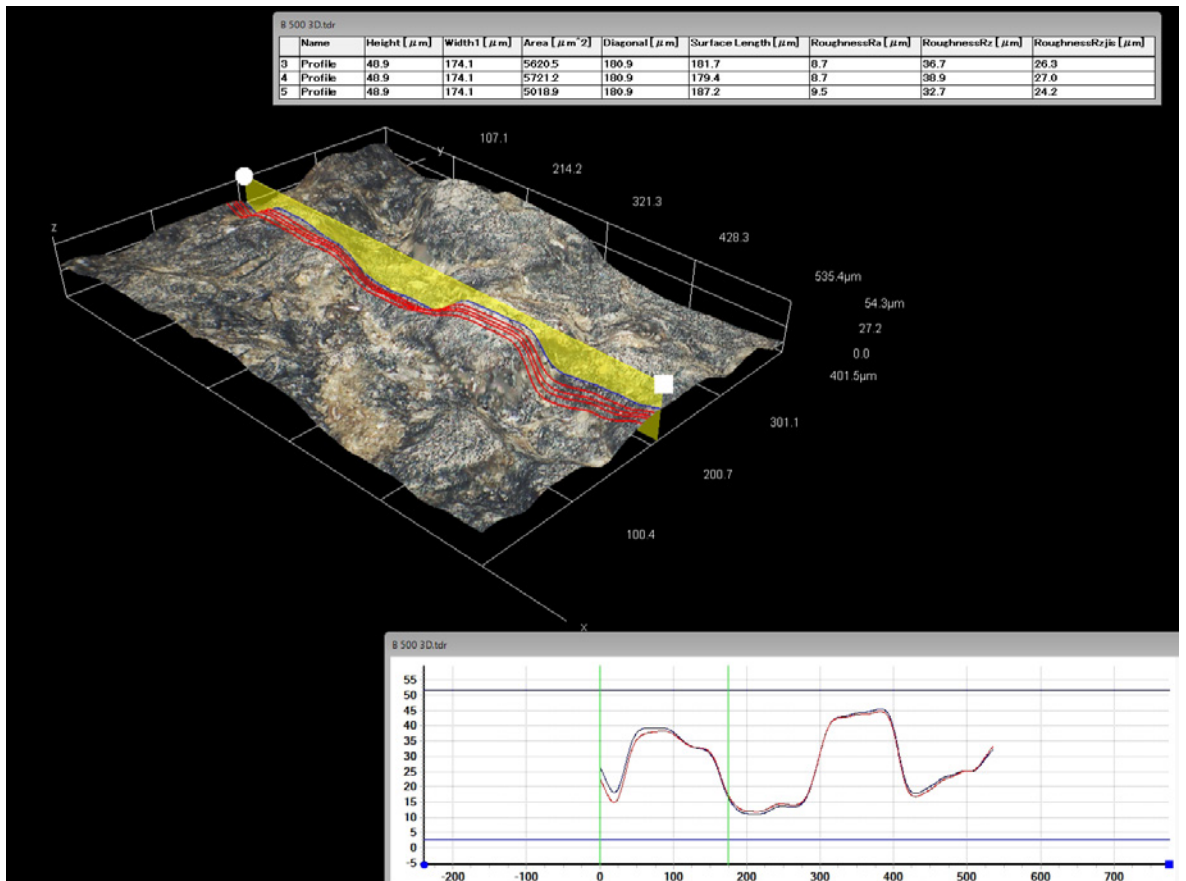 B 500 3D.tdr
Name Height [μm] Width1 [μm] Area [μm^2] Diagonal [μm] Surface Length [μm] RoughnessRa [μm] RoughnessRz [μm] RoughnessRzjis [μm]
3 Profile 48.9 174.1 5620.5 180.9 181.7 8.7 36.7 26.3
4 Profile 48.9 174.1 5721.2 180.9 179.4 8.7 38.9 27.0
5 Profile 48.9 174.1 5018.9 180.9 187.2 9.5 32.7 24.2
107.1
y
214.2
321.3
z
428.3
535.4μm
54.3μm
27.2
0.0
401.5μm
301.1
200.7
100.4
x
B 500 3D.tdr
55
50
45
40
35
30
25
20
15
10
5
0
-5
-200 -100 0 100 200 300 400 500 600 700